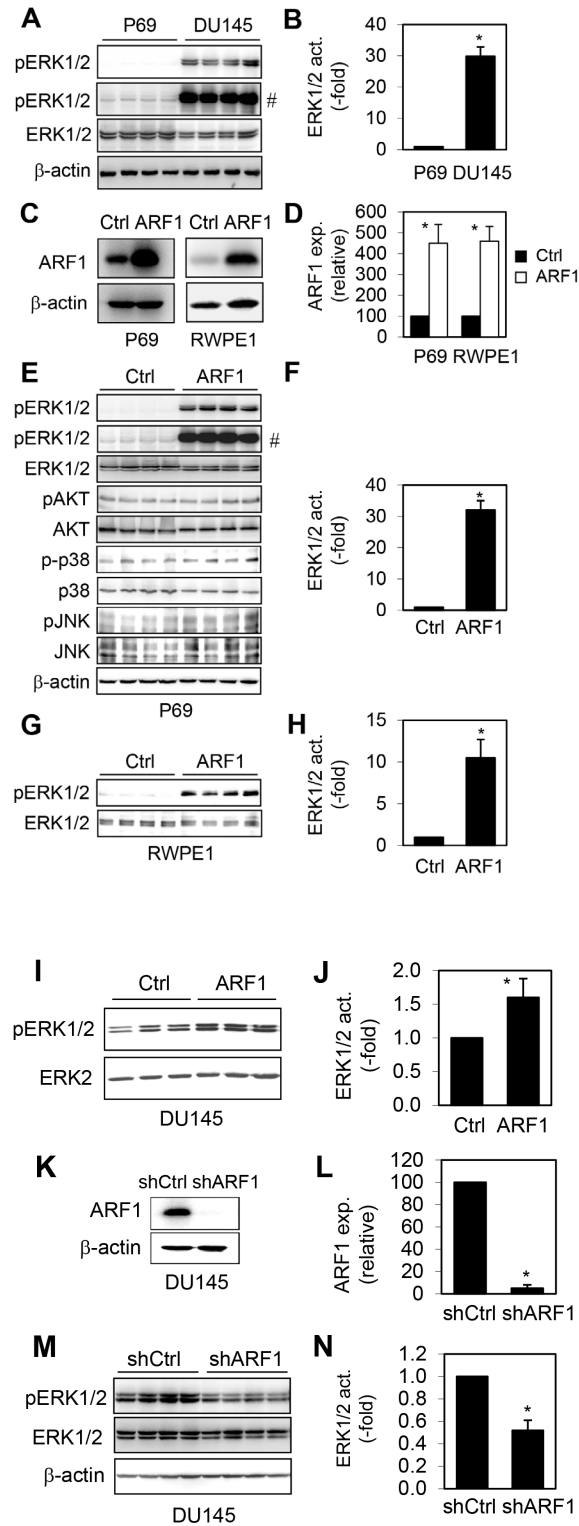 A
P69 DU145
pERK1/2
pERK1/2 #
ERK1/2
β-actin
B
ERK1/2 act.
(-fold)
40
30
20
10
0
*
P69 DU145
C
Ctrl ARF1 Ctrl ARF1
ARF1
β-actin
P69 RWPE1
D
ARF1 exp.
(relative)
600
500
400
300
200
100
0
* *
P69 RWPE1
Ctrl
ARF1
E
Ctrl ARF1
pERK1/2
pERK1/2 #
ERK1/2
pAKT
AKT
p-p38
p38
pJNK
JNK
β-actin
P69
F
ERK1/2 act.
(-fold)
40
30
20
10
0
*
Ctrl ARF1
G
Ctrl ARF1
pERK1/2
ERK1/2
RWPE1
H
ERK1/2 act.
(-fold)
15
10
5
0
*
Ctrl ARF1
I
Ctrl ARF1
pERK1/2
ERK2
DU145
J
ERK1/2 act.
(-fold)
2.0
1.5
1.0
0.5
0.0
*
Ctrl ARF1
K
shCtrl shARF1
ARF1
β-actin
DU145
L
ARF1 exp.
(relative)
120
100
80
60
40
20
0
*
shCtrl shARF1
M
shCtrl shARF1
pERK1/2
ERK1/2
β-actin
DU145
N
ERK1/2 act.
(-fold)
1.2
1.0
0.8
0.6
0.4
0.2
0.0
*
shCtrl shARF1